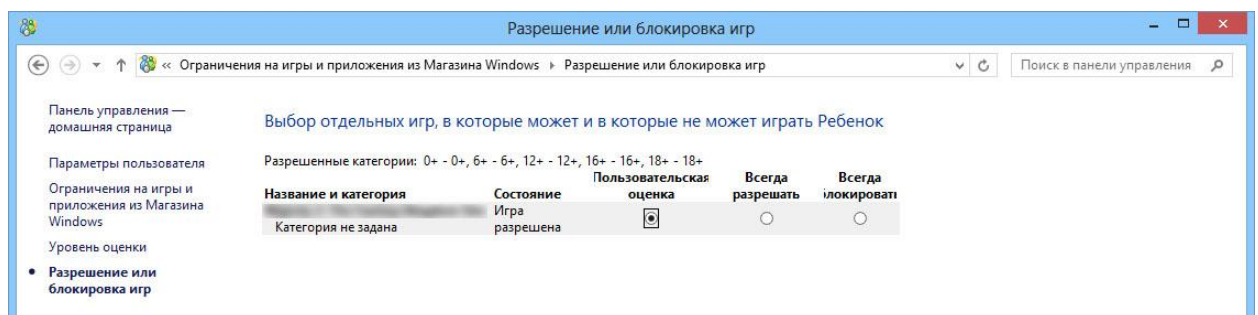 Разрешение или блокировка игр
« Ограничения на игры и приложения из Магазина Windows ▸ Разрешение или блокировка игр
Поиск в панели управления
Панель управления —
домашняя страница
Параметры пользователя
Ограничения на игры и
приложения из Магазина
Windows
Уровень оценки
• Разрешение или
блокировка игр
Выбор отдельных игр, в которые может и в которые не может играть Ребенок
Разрешенные категории: 0+ - 0+, 6+ - 6+, 12+ - 12+, 16+ - 16+, 18+ - 18+
Название и категория
Состояние
Пользовательская
оценка
Всегда
разрешать
Всегда
блокировать
Игра
разрешена
Категория не задана